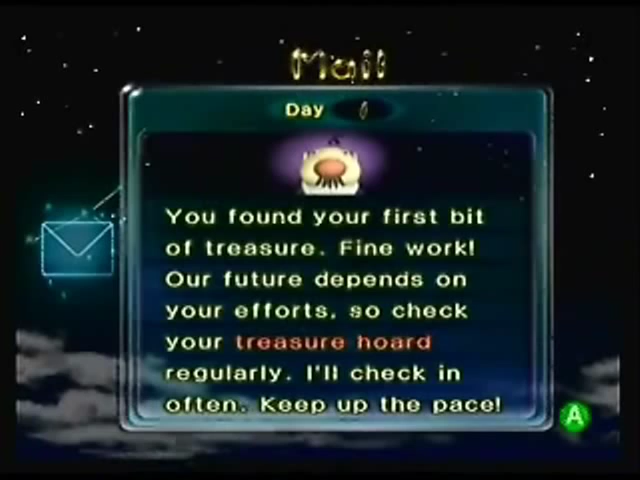 Mail
Day 1
You found your first bit
of treasure. Fine work!
Our future depends on
your efforts, so check
your treasure hoard
regularly. I'll check in
often. Keep up the pace!
A